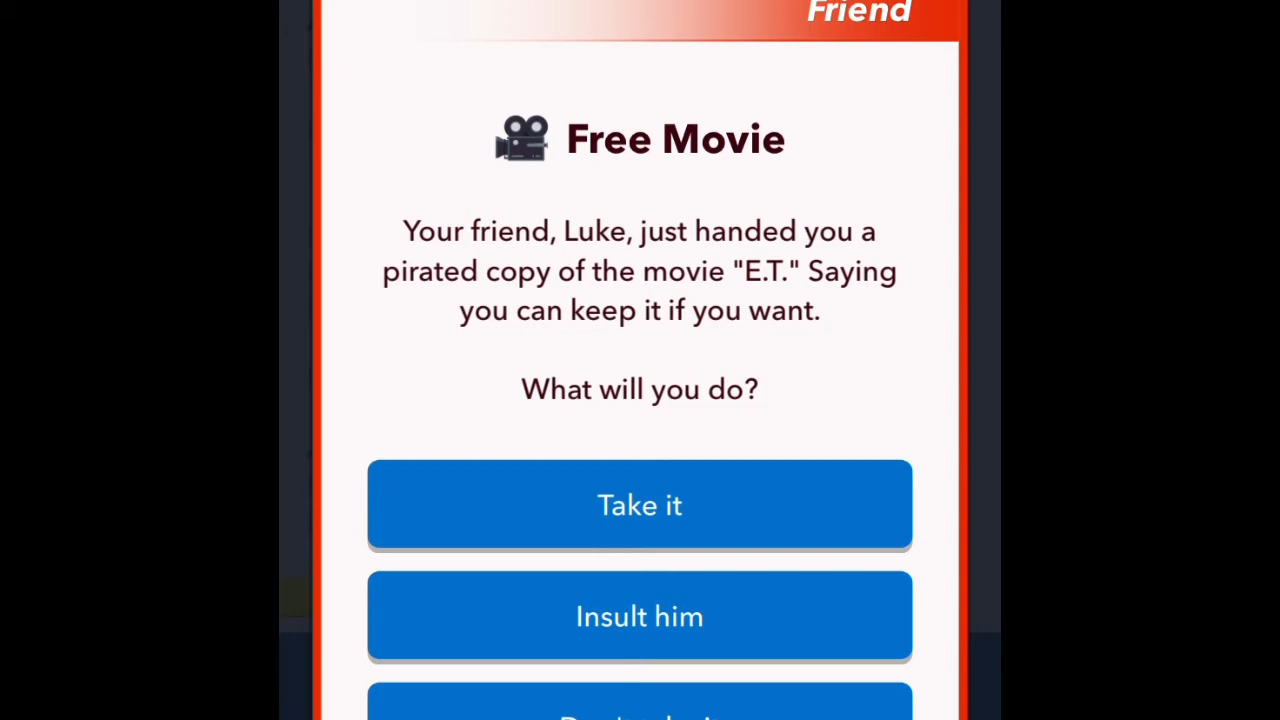 Friend
Free Movie
Your friend, Luke, just handed you a
pirated copy of the movie "E.T." Saying
you can keep it if you want.
What will you do?
Take it
Insult him